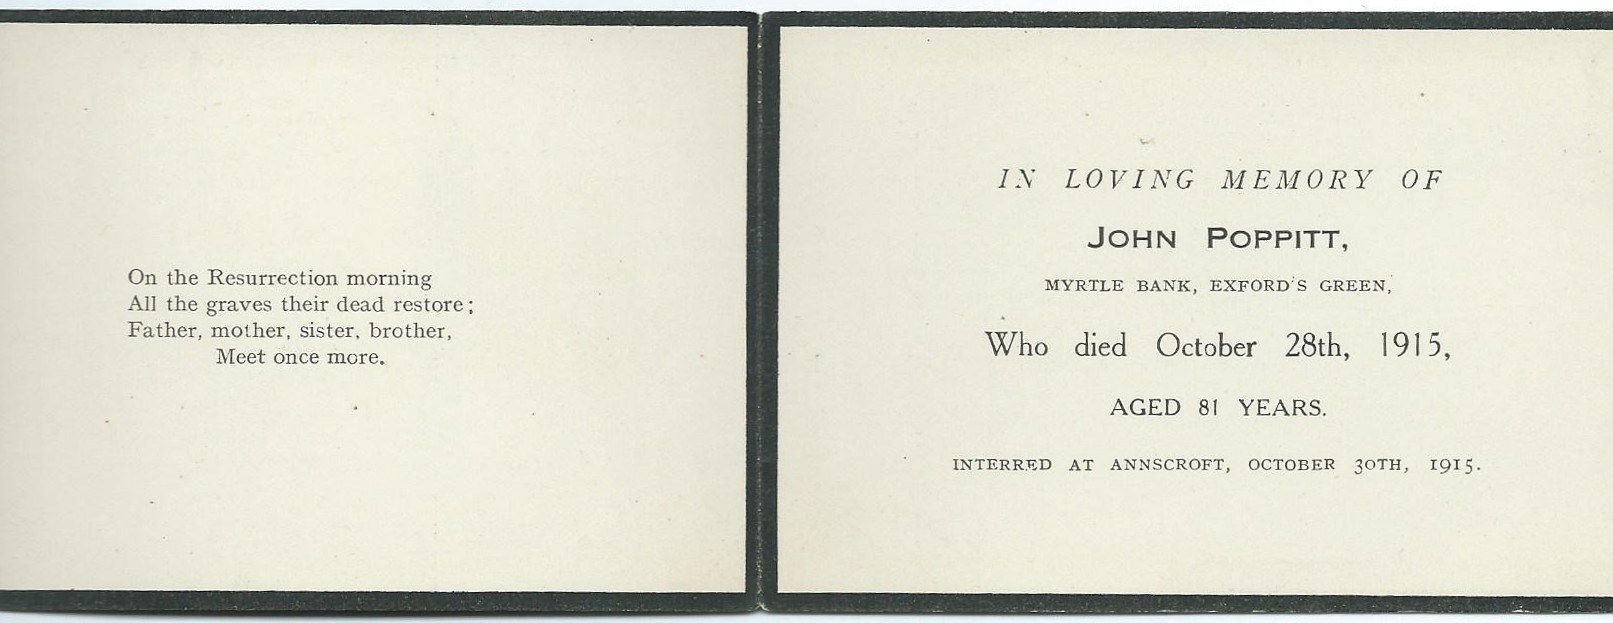 On the Resurrection morning
All the graves their dead restore;
Father, mother, sister, brother,
Meet once more.
IN LOVING MEMORY OF
JOHN POPPITT,
MYRTLE BANK, EXFORD'S GREEN,
Who died October 28th, 1915,
AGED 81 YEARS.
INTERRED AT ANNSCROFT, OCTOBER 30TH, 1915.